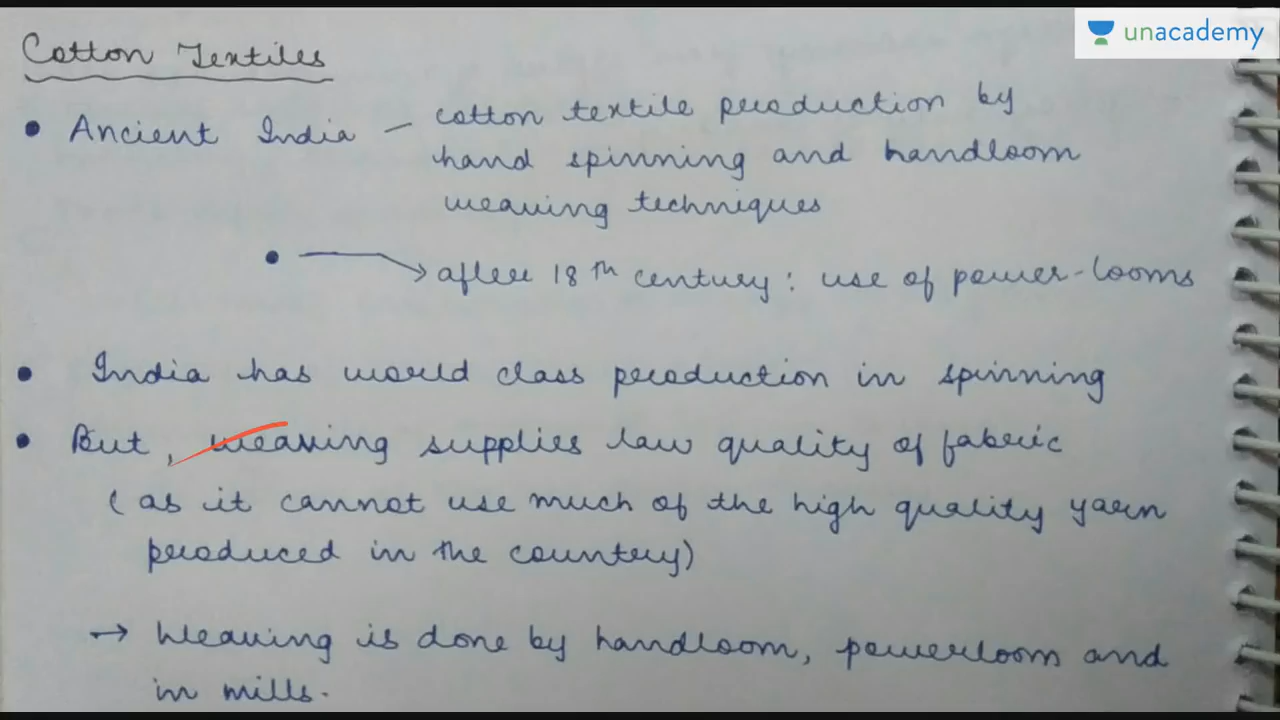 unacademy
Cotton Textiles
• Ancient India – cotton textile production by
hand spinning and handloom
weaving techniques
• → after 18th century: use of power-looms
• India has world class production in spinning
• But, weaving supplies law quality of fabric
(as it cannot use much of the high quality yarn
produced in the country)
→ Weaving is done by handloom, powerloom and
in mills.